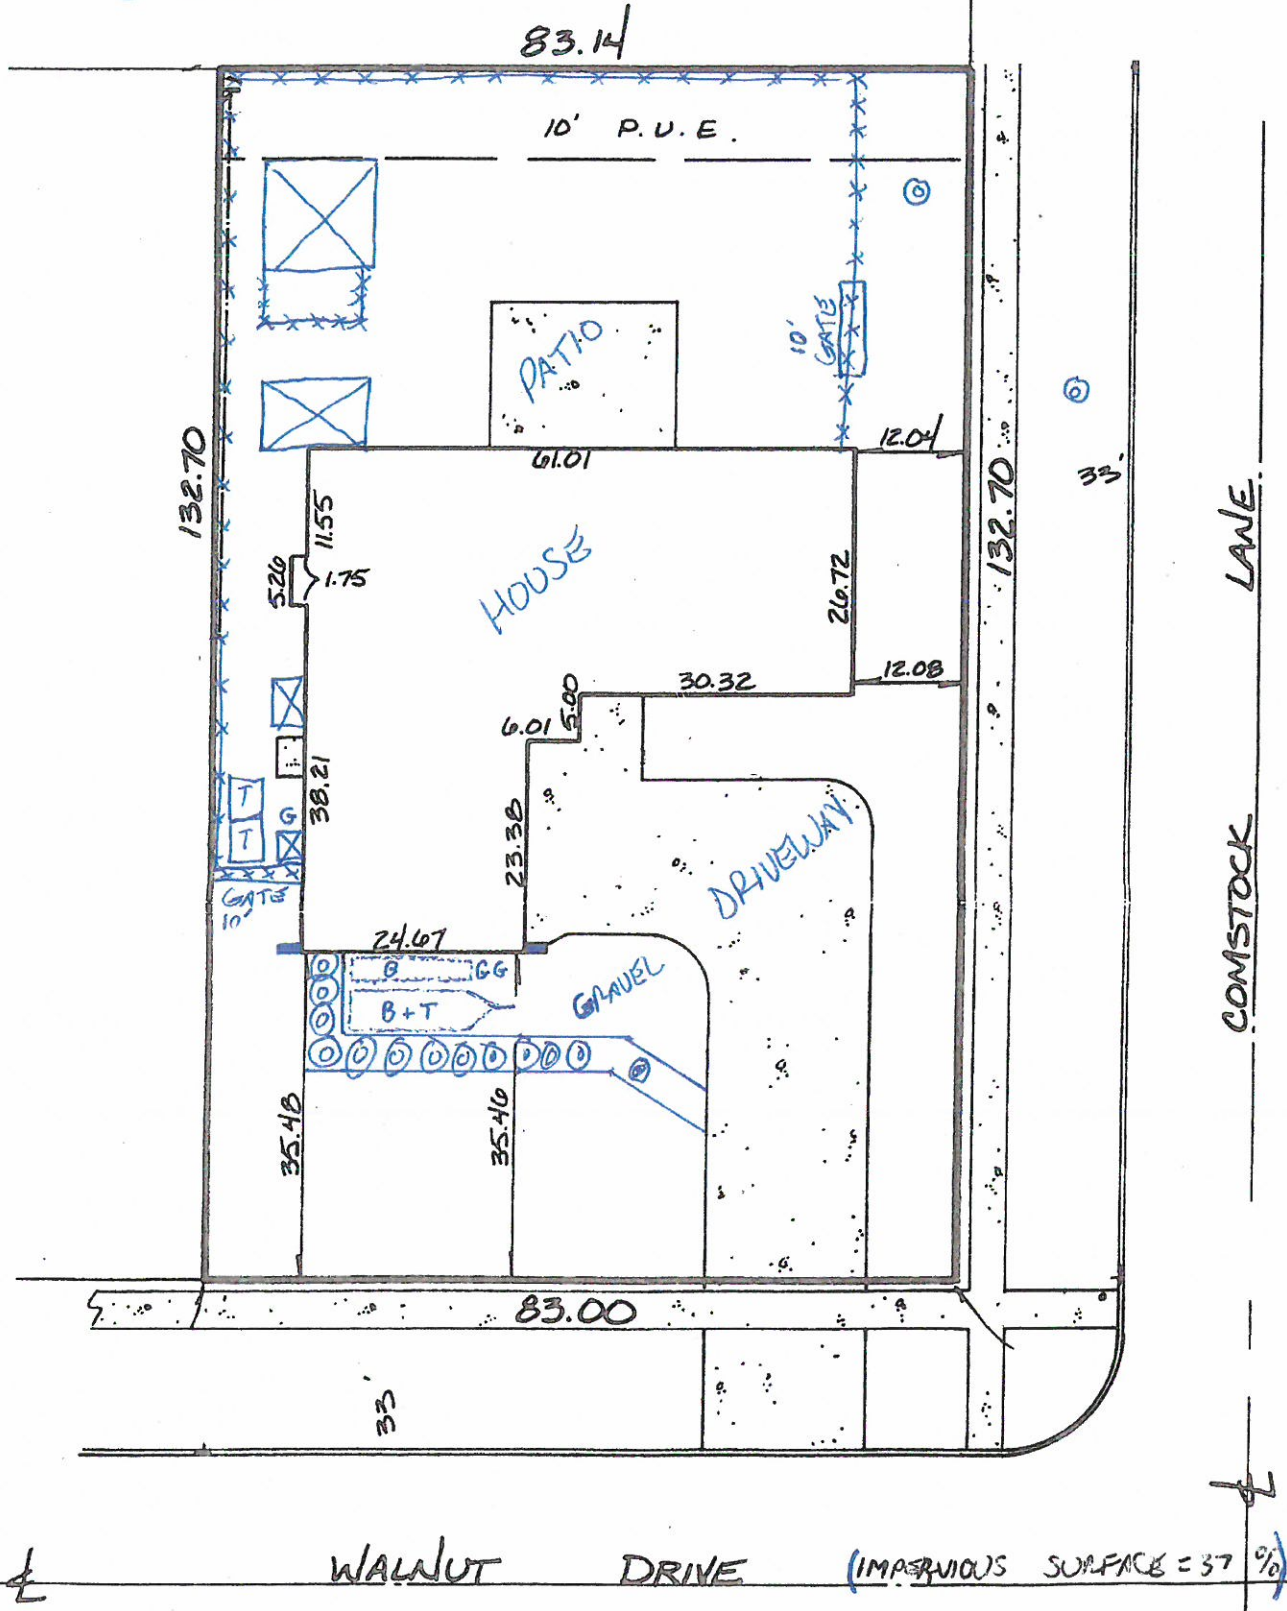 83.14
10' P.U.E.
PATIO
10'
GATE
132.70
61.01
12.04
33'
132.70
LANE
11.55
5.26
1.75
HOUSE
26.72
12.08
30.32
5.00
6.01
38.21
T
T
G
23.38
DRIVEWAY
COMSTOCK
GATE
10'
24.67
B
GG
B+T
GRAVEL
35.48
35.46
83.00
33'
WALNUT DRIVE
(IMPERVIOUS SURFACE = 37 %)